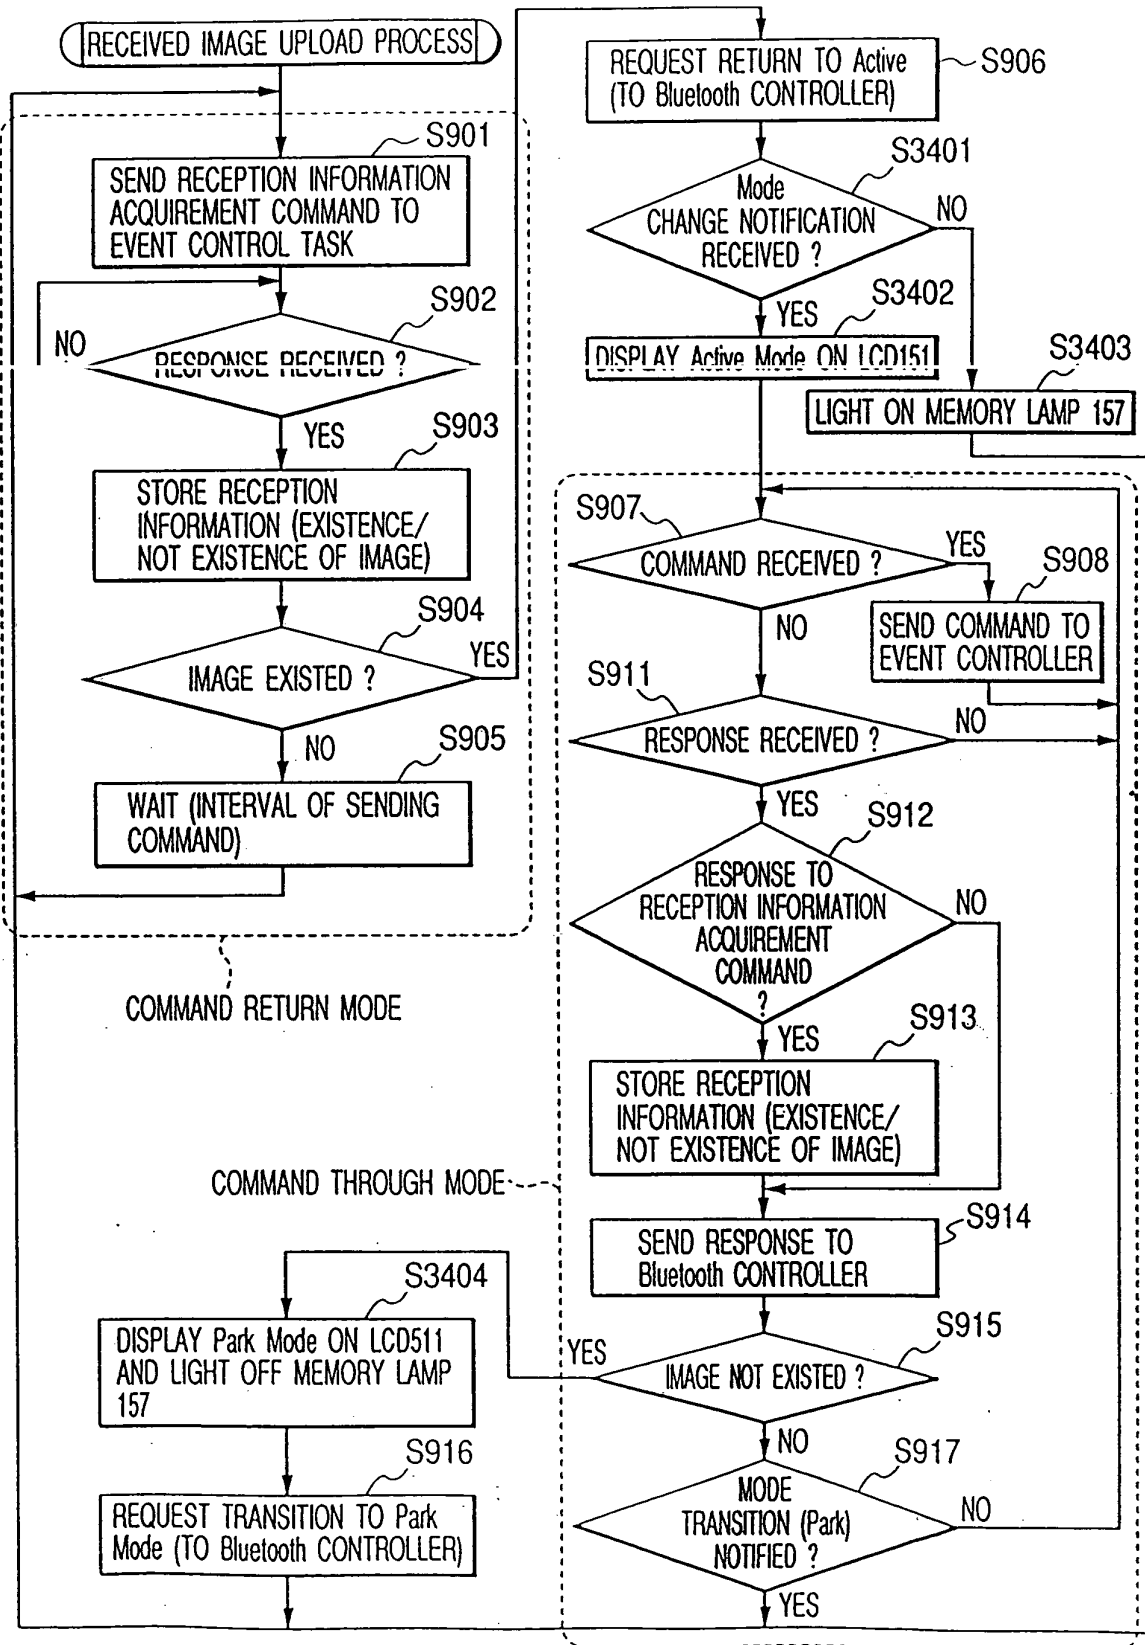 RECEIVED IMAGE UPLOAD PROCESS
S901
SEND RECEPTION INFORMATION
ACQUIREMENT COMMAND TO
EVENT CONTROL TASK
S902
NO
RESPONSE RECEIVED ?
YES
S903
STORE RECEPTION
INFORMATION (EXISTENCE/
NOT EXISTENCE OF IMAGE)
S904
YES
IMAGE EXISTED ?
NO
S905
WAIT (INTERVAL OF SENDING
COMMAND)
COMMAND RETURN MODE
REQUEST RETURN TO Active
(TO Bluetooth CONTROLLER)
S906
S3401
Mode
CHANGE NOTIFICATION
RECEIVED ?
NO
YES
S3402
DISPLAY Active Mode ON LCD151
S3403
LIGHT ON MEMORY LAMP 157
S907
COMMAND RECEIVED ?
YES
S908
SEND COMMAND TO
EVENT CONTROLLER
NO
S911
RESPONSE RECEIVED ?
NO
YES
S912
RESPONSE TO
RECEPTION INFORMATION
ACQUIREMENT
COMMAND
?
NO
YES
S913
STORE RECEPTION
INFORMATION (EXISTENCE/
NOT EXISTENCE OF IMAGE)
COMMAND THROUGH MODE
S914
SEND RESPONSE TO
Bluetooth CONTROLLER
S915
IMAGE NOT EXISTED ?
YES
S3404
DISPLAY Park Mode ON LCD511
AND LIGHT OFF MEMORY LAMP
157
S916
REQUEST TRANSITION TO Park
Mode (TO Bluetooth CONTROLLER)
NO
S917
MODE
TRANSITION (Park)
NOTIFIED ?
NO
YES